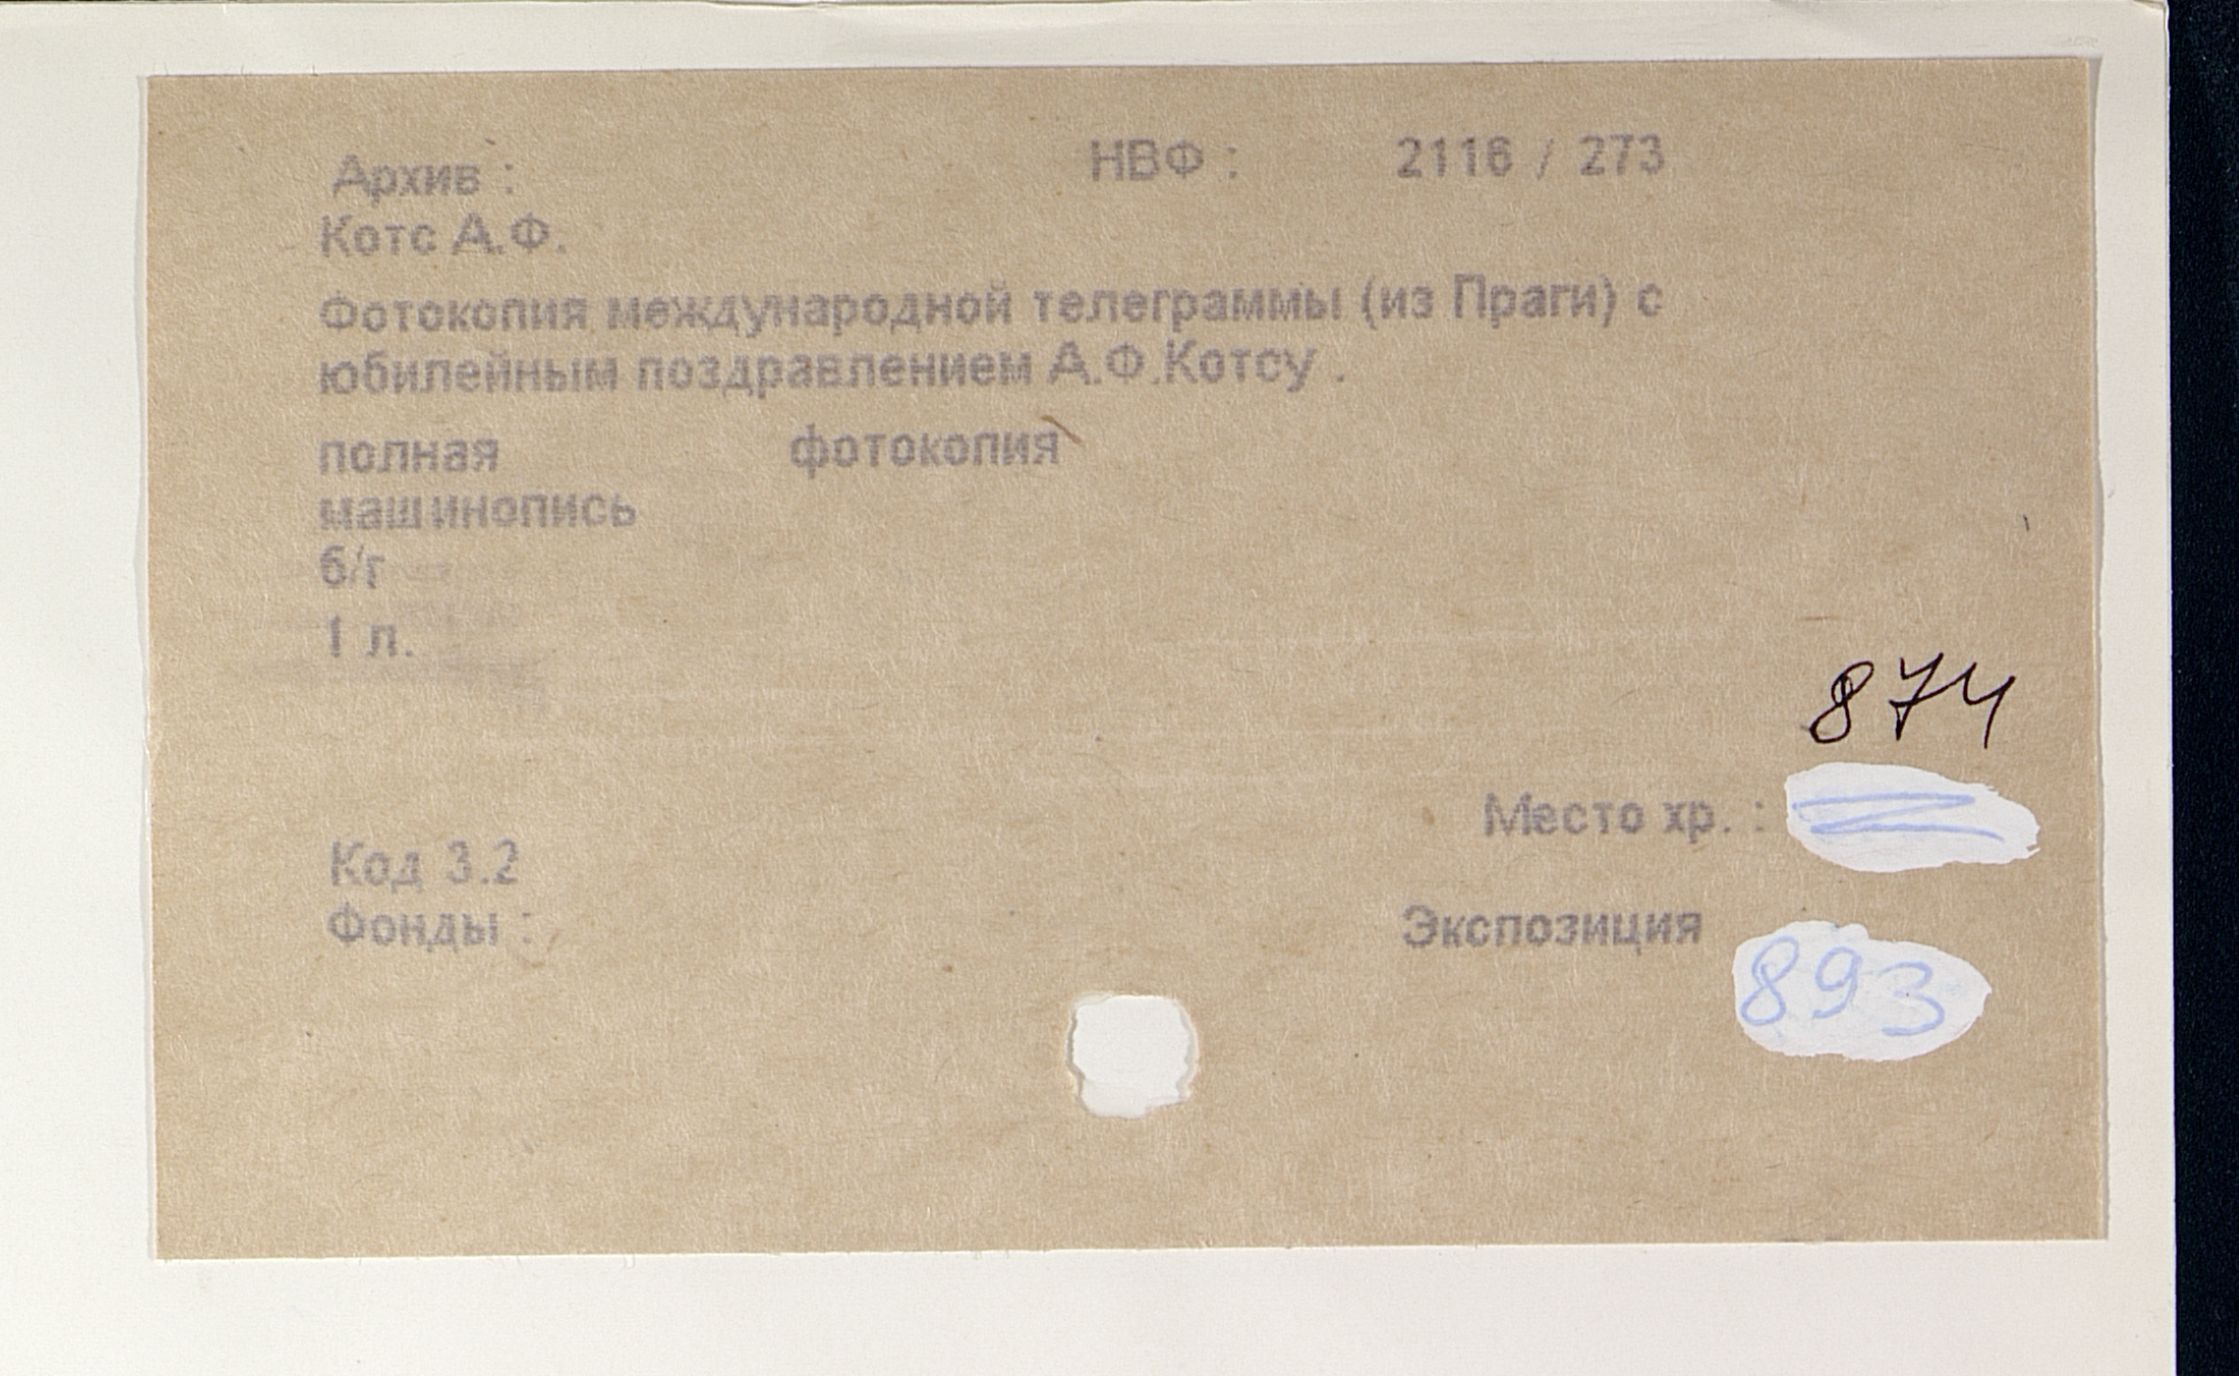 Архив : НВФ : 2116 / 273
Котс А.Ф.
Фотокопия международной телеграммы (из Праги) с
юбилейным поздравлением А.Ф.Котсу .
полная фотокопия
машинопись
б/г
1 л.
874
Место хр. :
Код 3.2
Фонды : Экспозиция
893